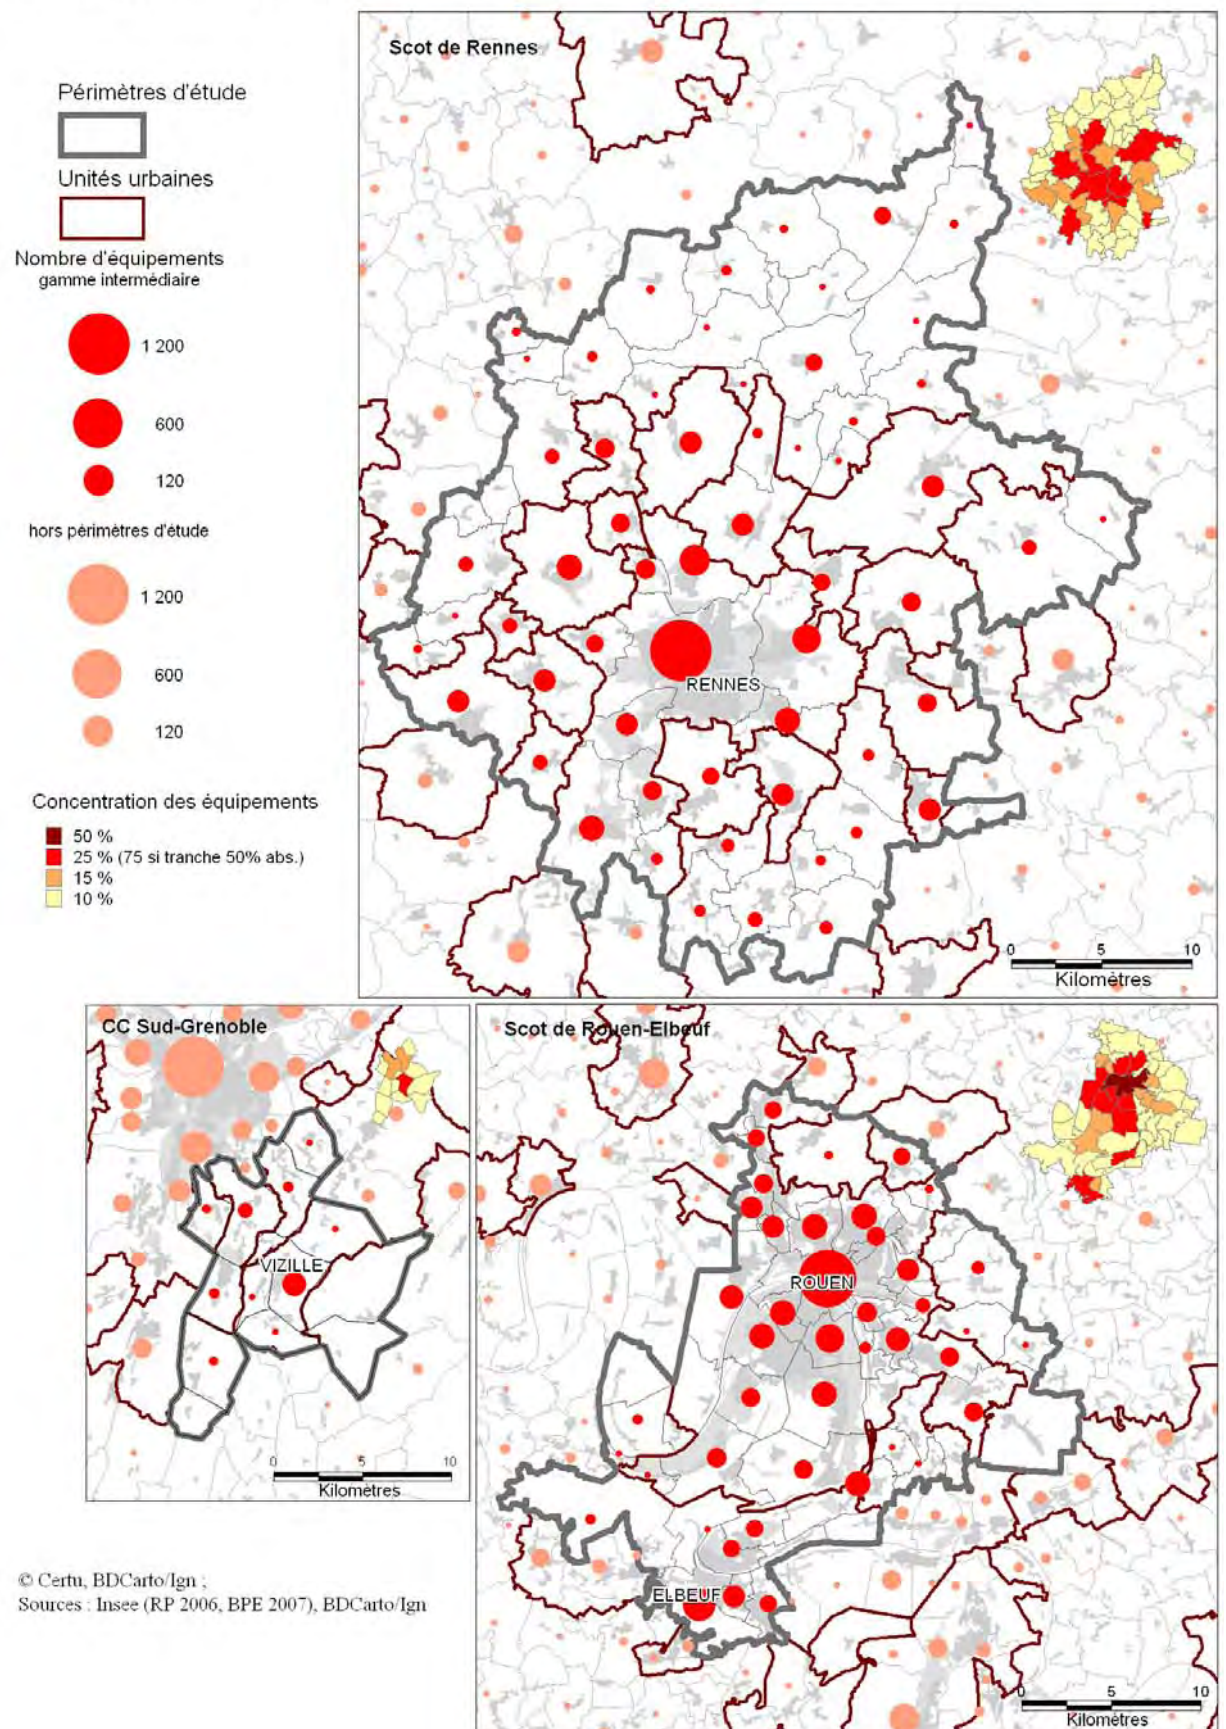 Périmètres d'étude
Unités urbaines
Nombre d'équipements
gamme intermédiaire
1 200
600
120
hors périmètres d'étude
1 200
600
120
Concentration des équipements
50 %
25 % (75 si tranche 50% abs.)
15 %
10 %
Scot de Rennes
RENNES
0 5 10
Kilomètres
CC Sud-Grenoble
VIZILLE
0 5 10
Kilomètres
Scot de Rouen-Elbeuf
ROUEN
ELBEUF
0 5 10
Kilomètres
© Certu, BDCarto/Ign ;
Sources : Insee (RP 2006, BPE 2007), BDCarto/Ign